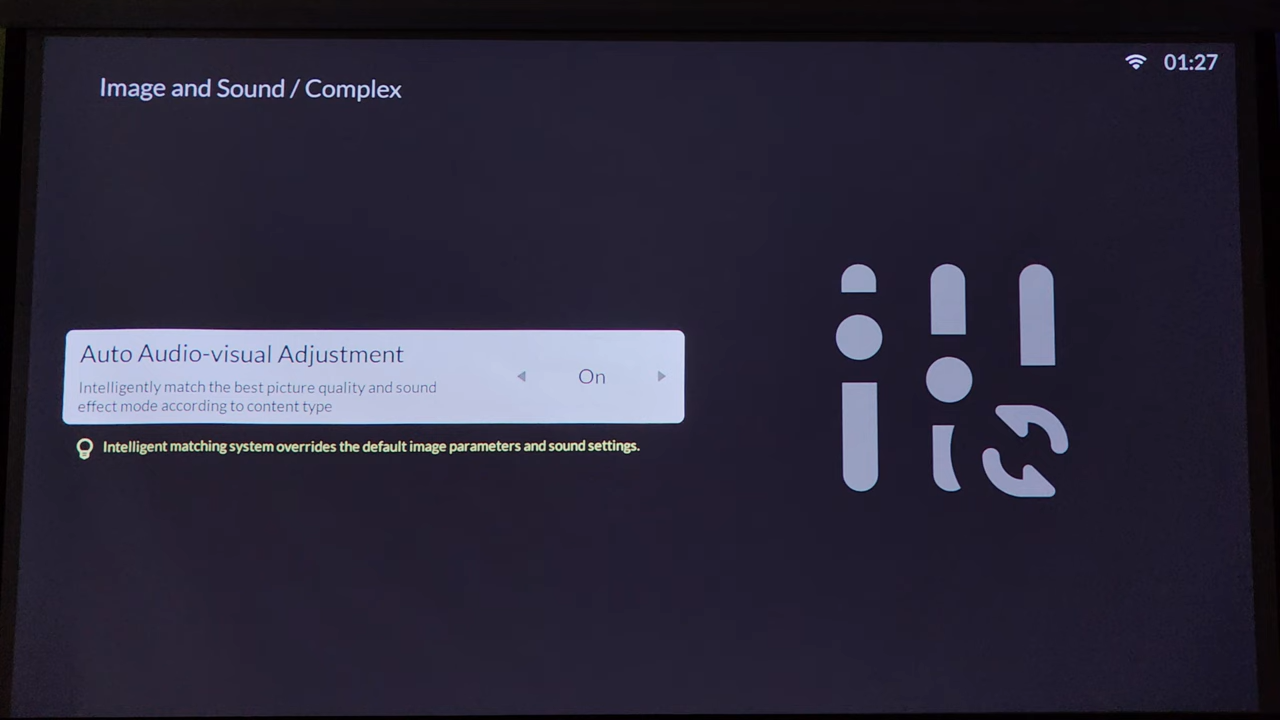 01:27
Image and Sound / Complex
Auto Audio-visual Adjustment
Intelligently match the best picture quality and sound
effect mode according to content type
On
Intelligent matching system overrides the default image parameters and sound settings.